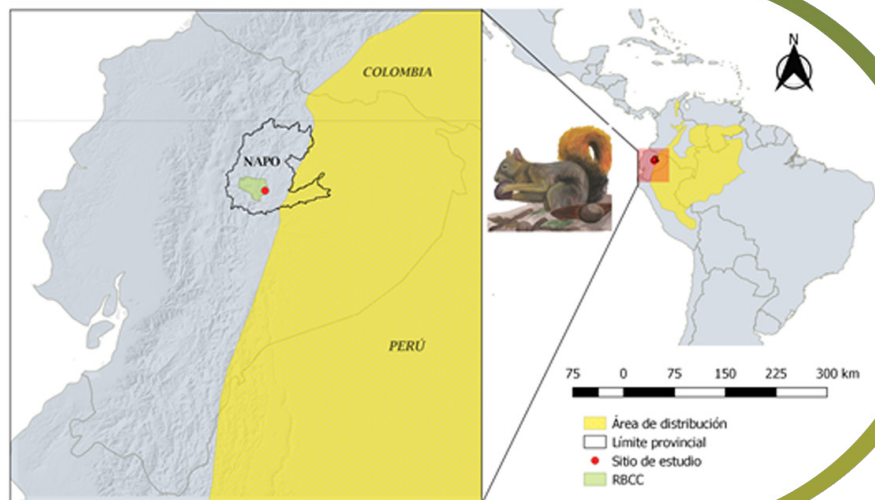 COLOMBIA
NAPO
PERÚ
N
75 0 75 150 225 300 km
Área de distribución
Límite provincial
Sitio de estudio
RBCC